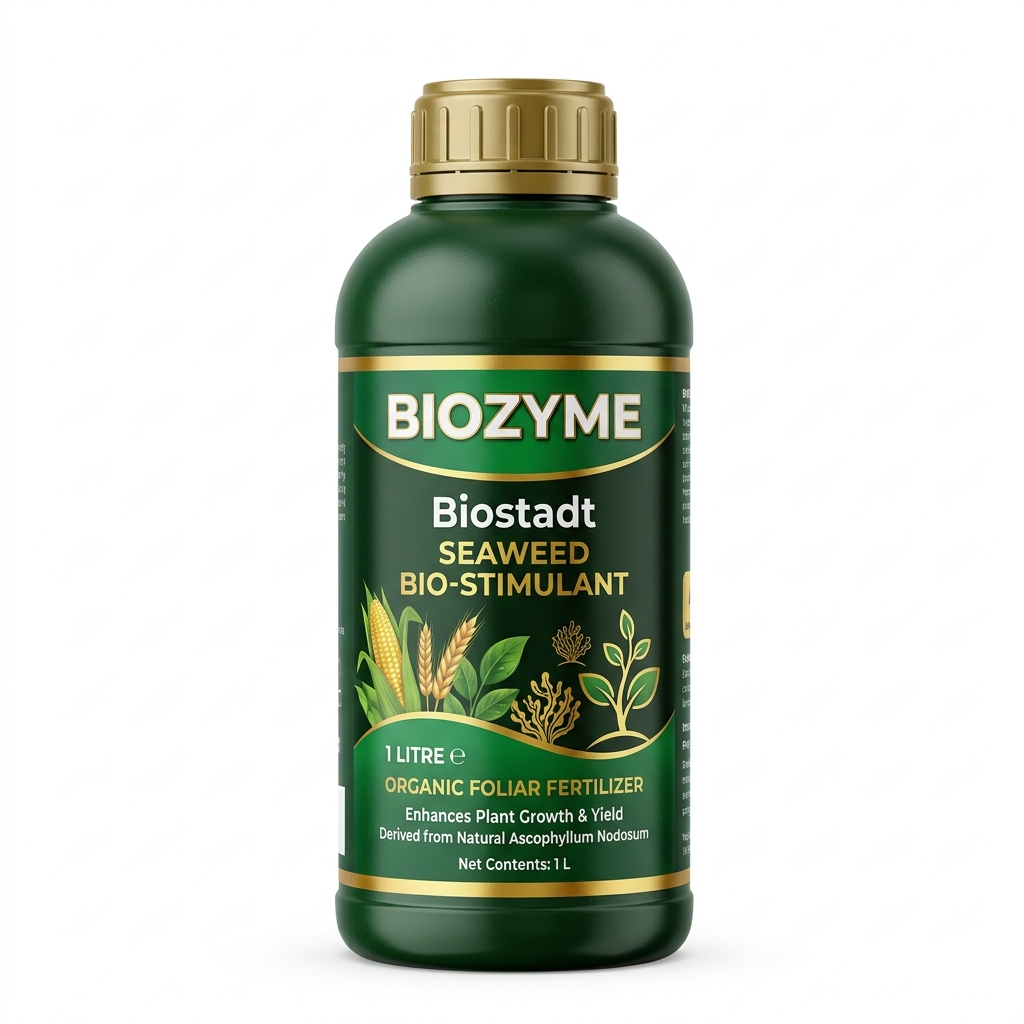 BIOZYME
Biostadt
SEAWEED
BIO-STIMULANT
1 LITRE ℮
ORGANIC FOLIAR FERTILIZER
Enhances Plant Growth & Yield
Derived from Natural Ascophyllum Nodosum
Net Contents: 1 L